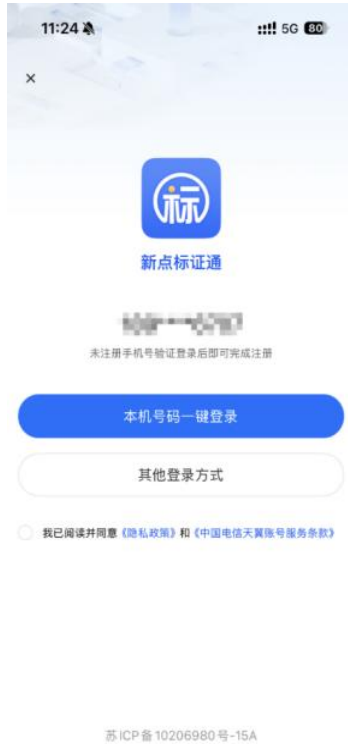 11:24 5G 80
×
标
新点标证通
未注册手机号验证登录后即可完成注册
本机号码一键登录
其他登录方式
我已阅读并同意《隐私政策》和《中国电信天翼账号服务条款》
苏ICP备10206980号-15A